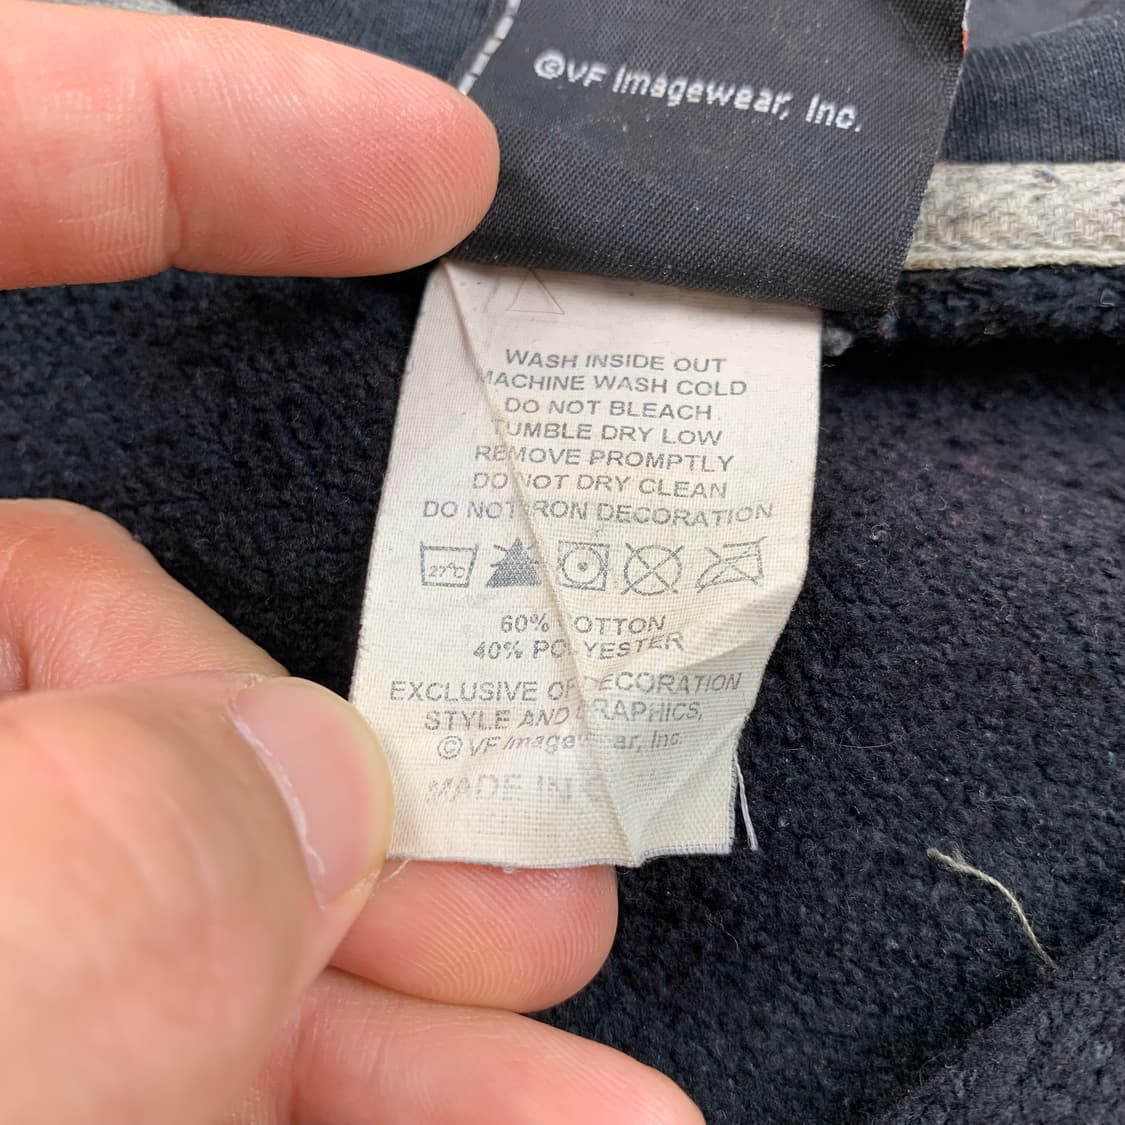 ©VF Imagewear, Inc.
WASH INSIDE OUT
MACHINE WASH COLD
DO NOT BLEACH.
TUMBLE DRY LOW
REMOVE PROMPTLY
DO NOT DRY CLEAN
DO NOT IRON DECORATION
27°C
60% COTTON
40% POLYESTER
EXCLUSIVE OF DECORATION
STYLE AND GRAPHICS,
© VF Imagewear, Inc.
MADE IN